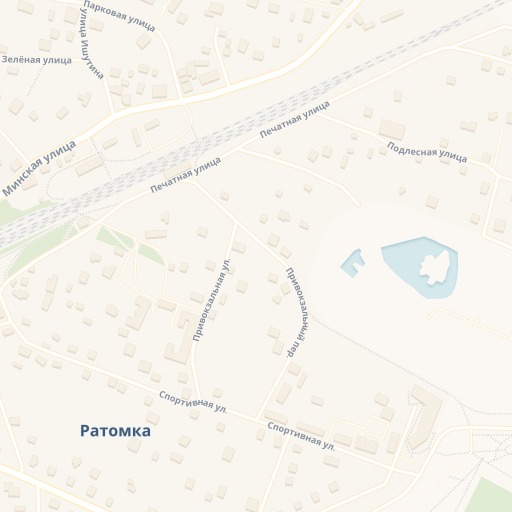 Парковая улица
улица Ишутина
Зелёная улица
Минская улица
Печатная улица
Подлесная улица
Печатная улица
Привокзальная ул.
Привокзальный пер.
Спортивная ул.
Ратомка
Спортивная ул.